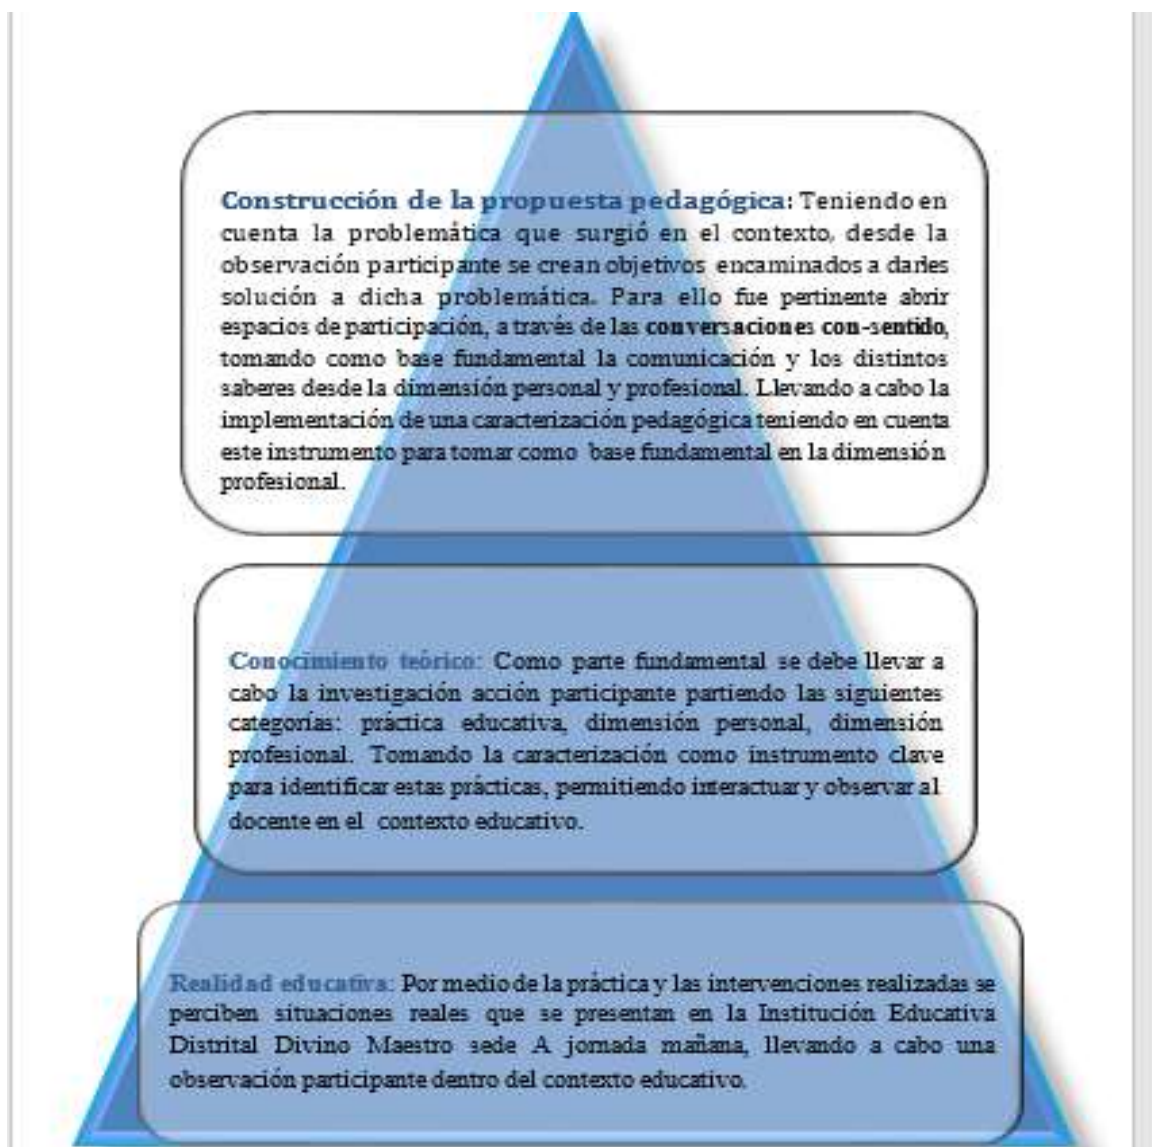 Construcción de la propuesta pedagógica: Teniendo en
cuenta la problemática que surgió en el contexto, desde la
observación participante se crean objetivos encaminados a darles
solución a dicha problemática. Para ello fue pertinente abrir
espacios de participación, a través de las conversaciones con-sentido,
tomando como base fundamental la comunicación y los distintos
saberes desde la dimensión personal y profesional. Llevando a cabo la
implementación de una caracterización pedagógica teniendo en cuenta
este instrumento para tomar como base fundamental en la dimensión
profesional.
Conocimiento teórico: Como parte fundamental se debe llevar a
cabo la investigación acción participante partiendo las siguientes
categorías: práctica educativa, dimensión personal, dimensión
profesional. Tomando la caracterización como instrumento clave
para identificar estas prácticas, permitiendo interactuar y observar al
docente en el contexto educativo.
Realidad educativa: Por medio de la práctica y las intervenciones realizadas se
perciben situaciones reales que se presentan en la Institución Educativa
Distrital Divino Maestro sede A jornada mañana, llevando a cabo una
observación participante dentro del contexto educativo.